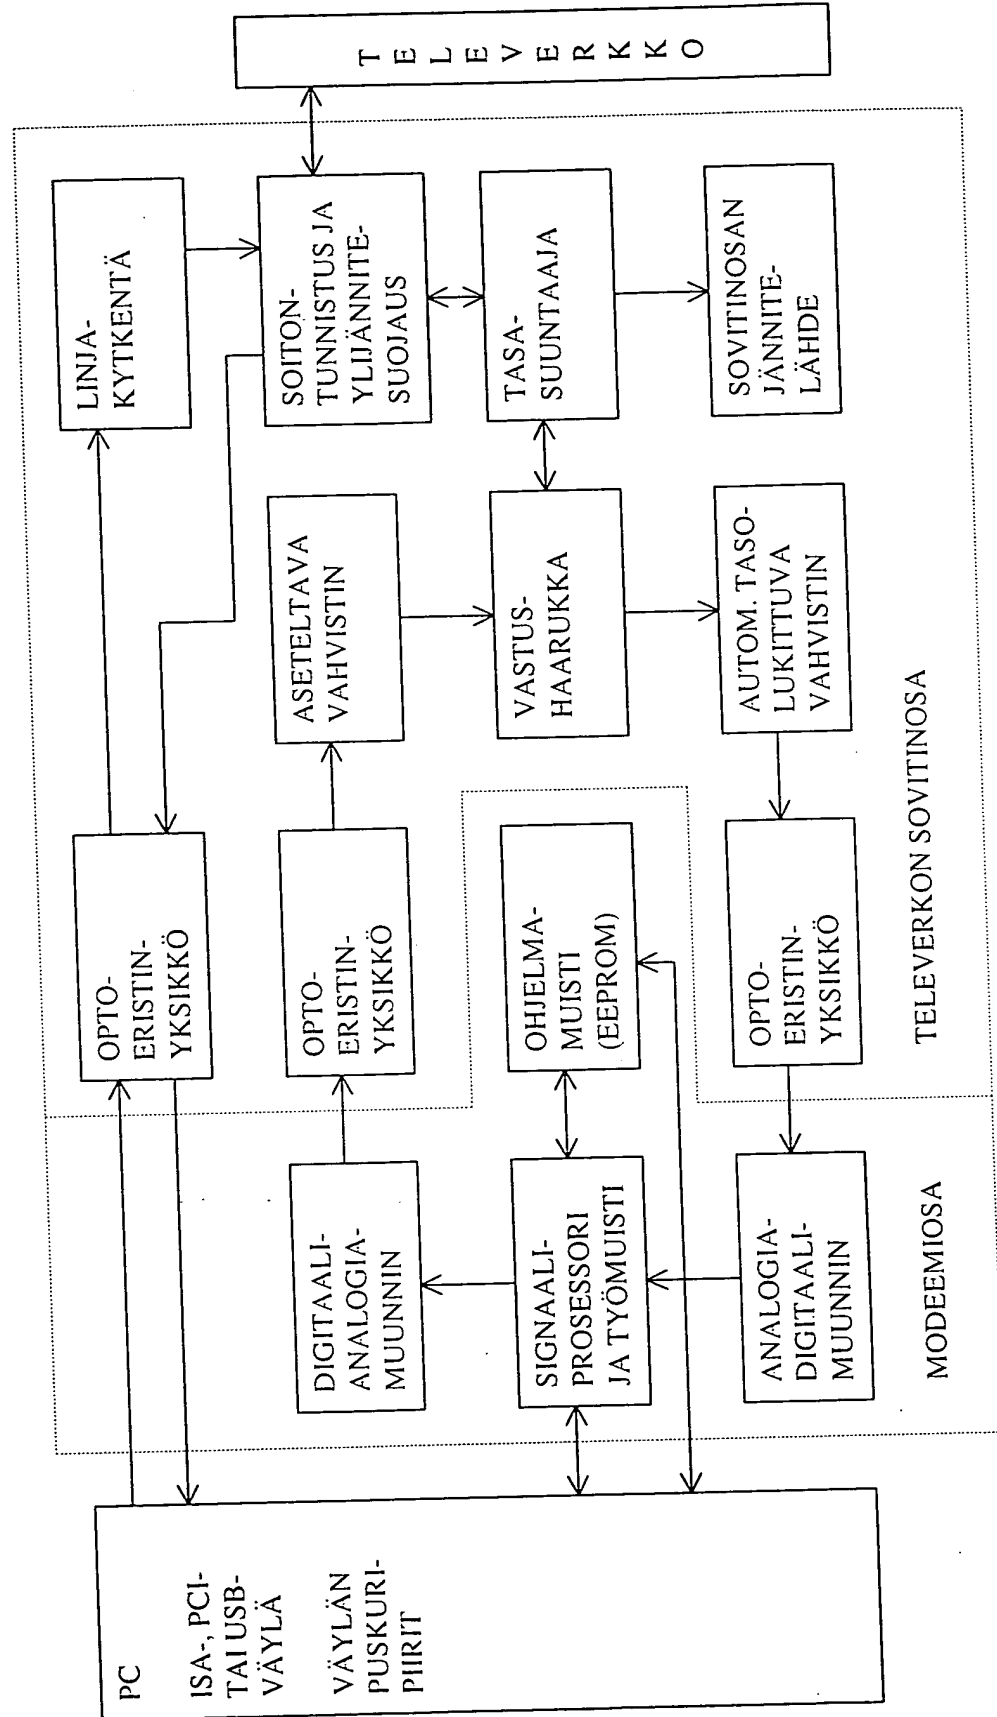 PC
ISA-, PCI-
TAI USB-
VÄYLÄ
VÄYLÄN
PUSKURI-
PIIRIT
OPTO-
ERISTIN-
YKSIKKÖ
LINJA-
KYTKENTÄ
DIGITAALI-
ANALOGIA-
MUUNNIN
OPTO-
ERISTIN-
YKSIKKÖ
ASETELTAVA
VAHVISTIN
SOITON-
TUNNISTUS JA
YLIJÄNNITE-
SUOJAUS
SIGNAALI-
PROSESSORI
JA TYÖMUISTI
OHJELMA-
MUISTI
(EEPROM)
VASTUS-
HAARUKKA
TASA-
SUUNTAAJA
ANALOGIA-
DIGITAALI-
MUUNNIN
OPTO-
ERISTIN-
YKSIKKÖ
AUTOM. TASO-
LUKITTUVA
VAHVISTIN
SOVITINOSAN
JÄNNITE-
LÄHDE
TELEVERKKO
MODEEMIOSA
TELEVERKON SOVITINOSA